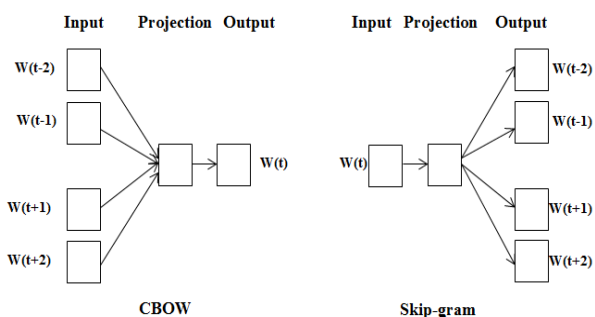 Input Projection Output
W(t-2)
W(t-1)
W(t)
W(t+1)
W(t+2)
CBOW
Input Projection Output
W(t-2)
W(t-1)
W(t)
W(t+1)
W(t+2)
Skip-gram